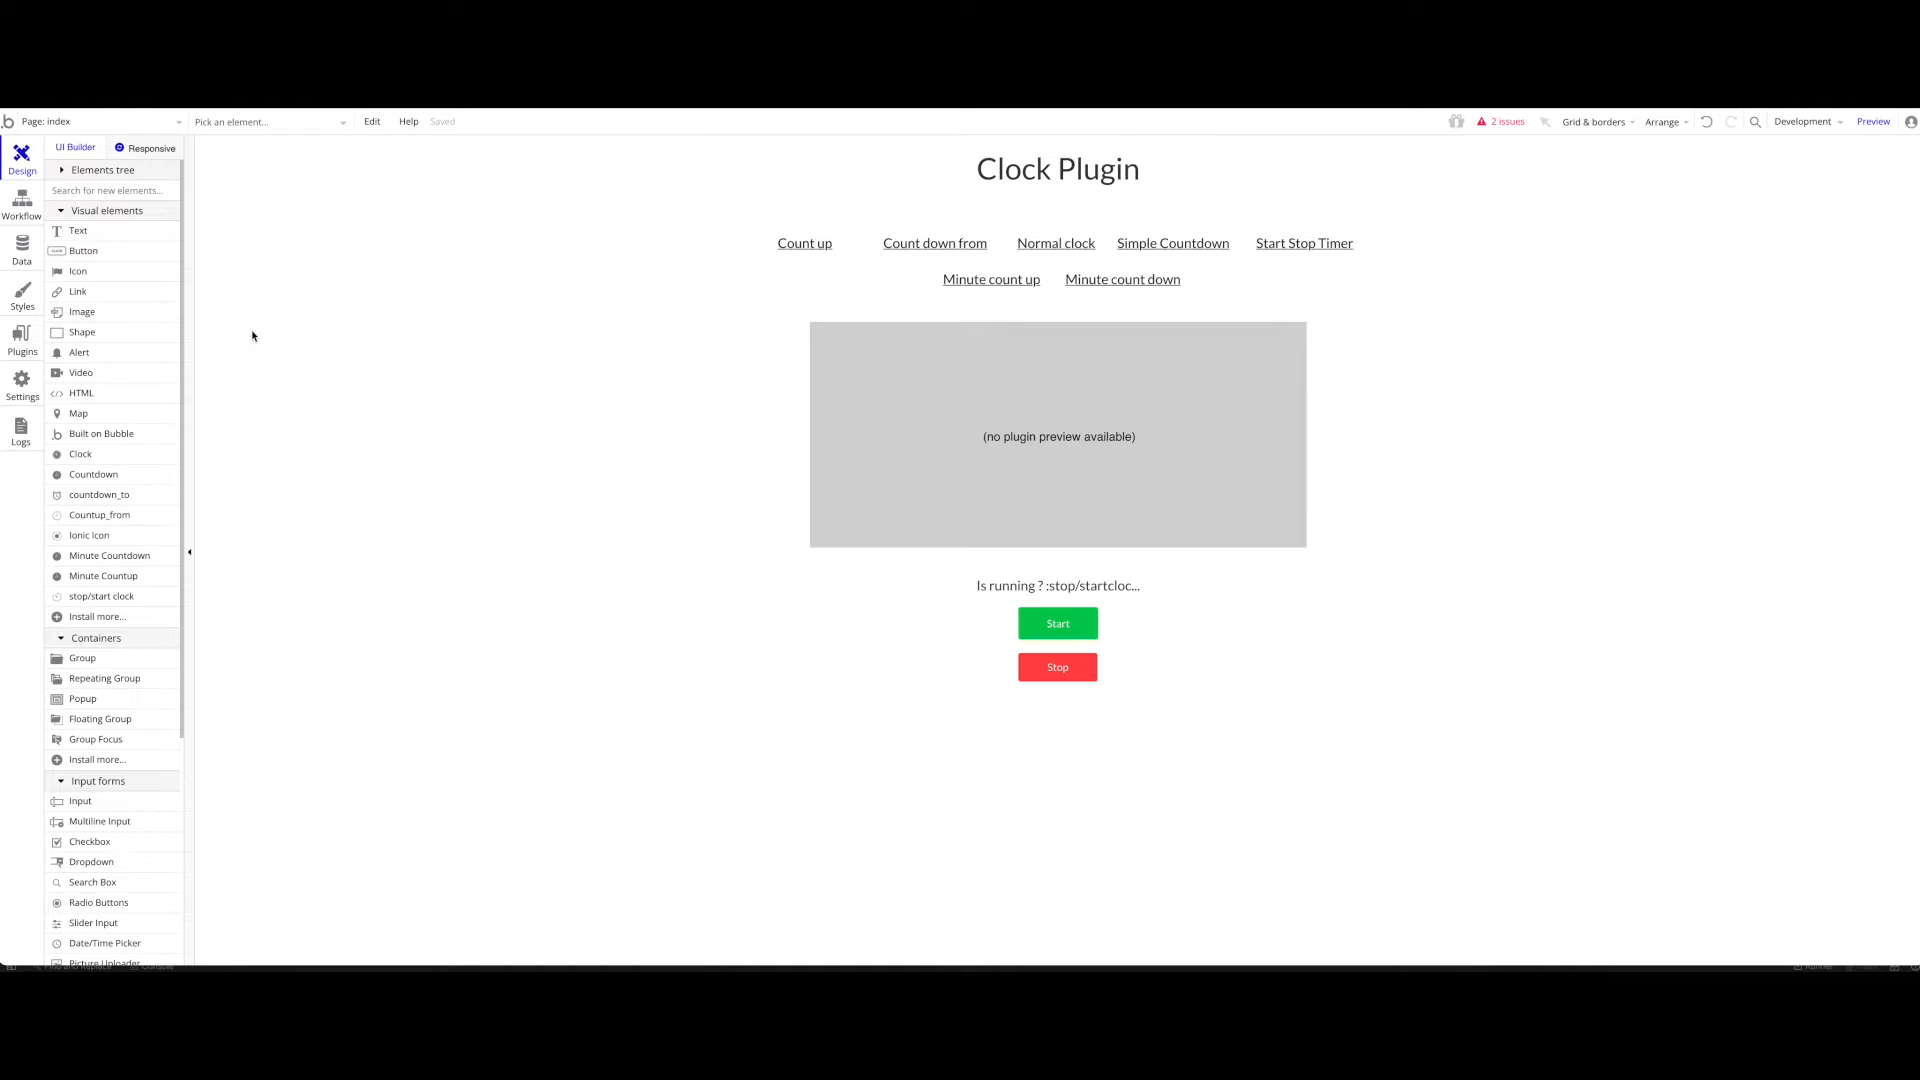 Page: index
Pick an element...
Edit
Help
Saved
2 issues
Grid & borders
Arrange
Development
Preview
UI Builder
Responsive
Design
Workflow
Data
Styles
Plugins
Settings
Logs
Elements tree
Search for new elements...
Visual elements
Text
Button
Icon
Link
Image
Shape
Alert
Video
HTML
Map
Built on Bubble
Clock
Countdown
countdown_to
Countup_from
Ionic Icon
Minute Countdown
Minute Countup
stop/start clock
Install more...
Containers
Group
Repeating Group
Popup
Floating Group
Group Focus
Install more...
Input forms
Input
Multiline Input
Checkbox
Dropdown
Search Box
Radio Buttons
Slider Input
Date/Time Picker
Picture Uploader
Clock Plugin
Count up
Count down from
Normal clock
Simple Countdown
Start Stop Timer
Minute count up
Minute count down
(no plugin preview available)
Is running ? :stop/startcloc...
Start
Stop
Find and Replace
Console